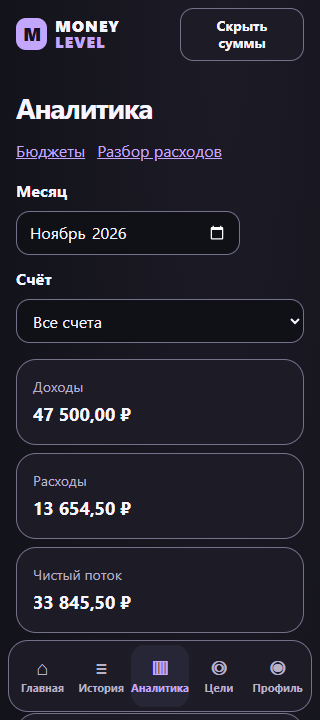 M MONEY LEVEL
Скрыть суммы
Аналитика
Бюджеты Разбор расходов
Месяц
Ноябрь 2026
Счёт
Все счета
Доходы
47 500,00 ₽
Расходы
13 654,50 ₽
Чистый поток
33 845,50 ₽
Главная История Аналитика Цели Профиль